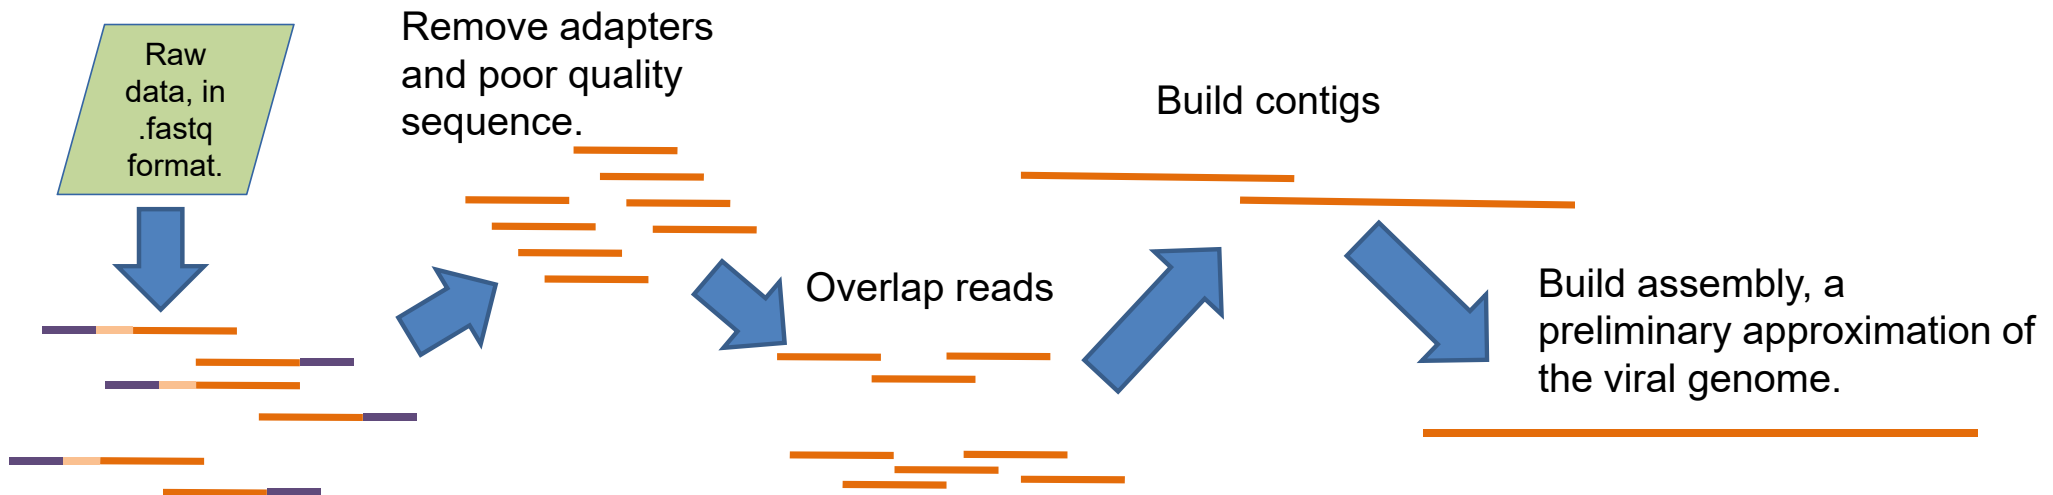 Raw
data, in
.fastq
format.
Remove adapters
and poor quality
sequence.
Overlap reads
Build contigs
Build assembly, a
preliminary approximation of
the viral genome.